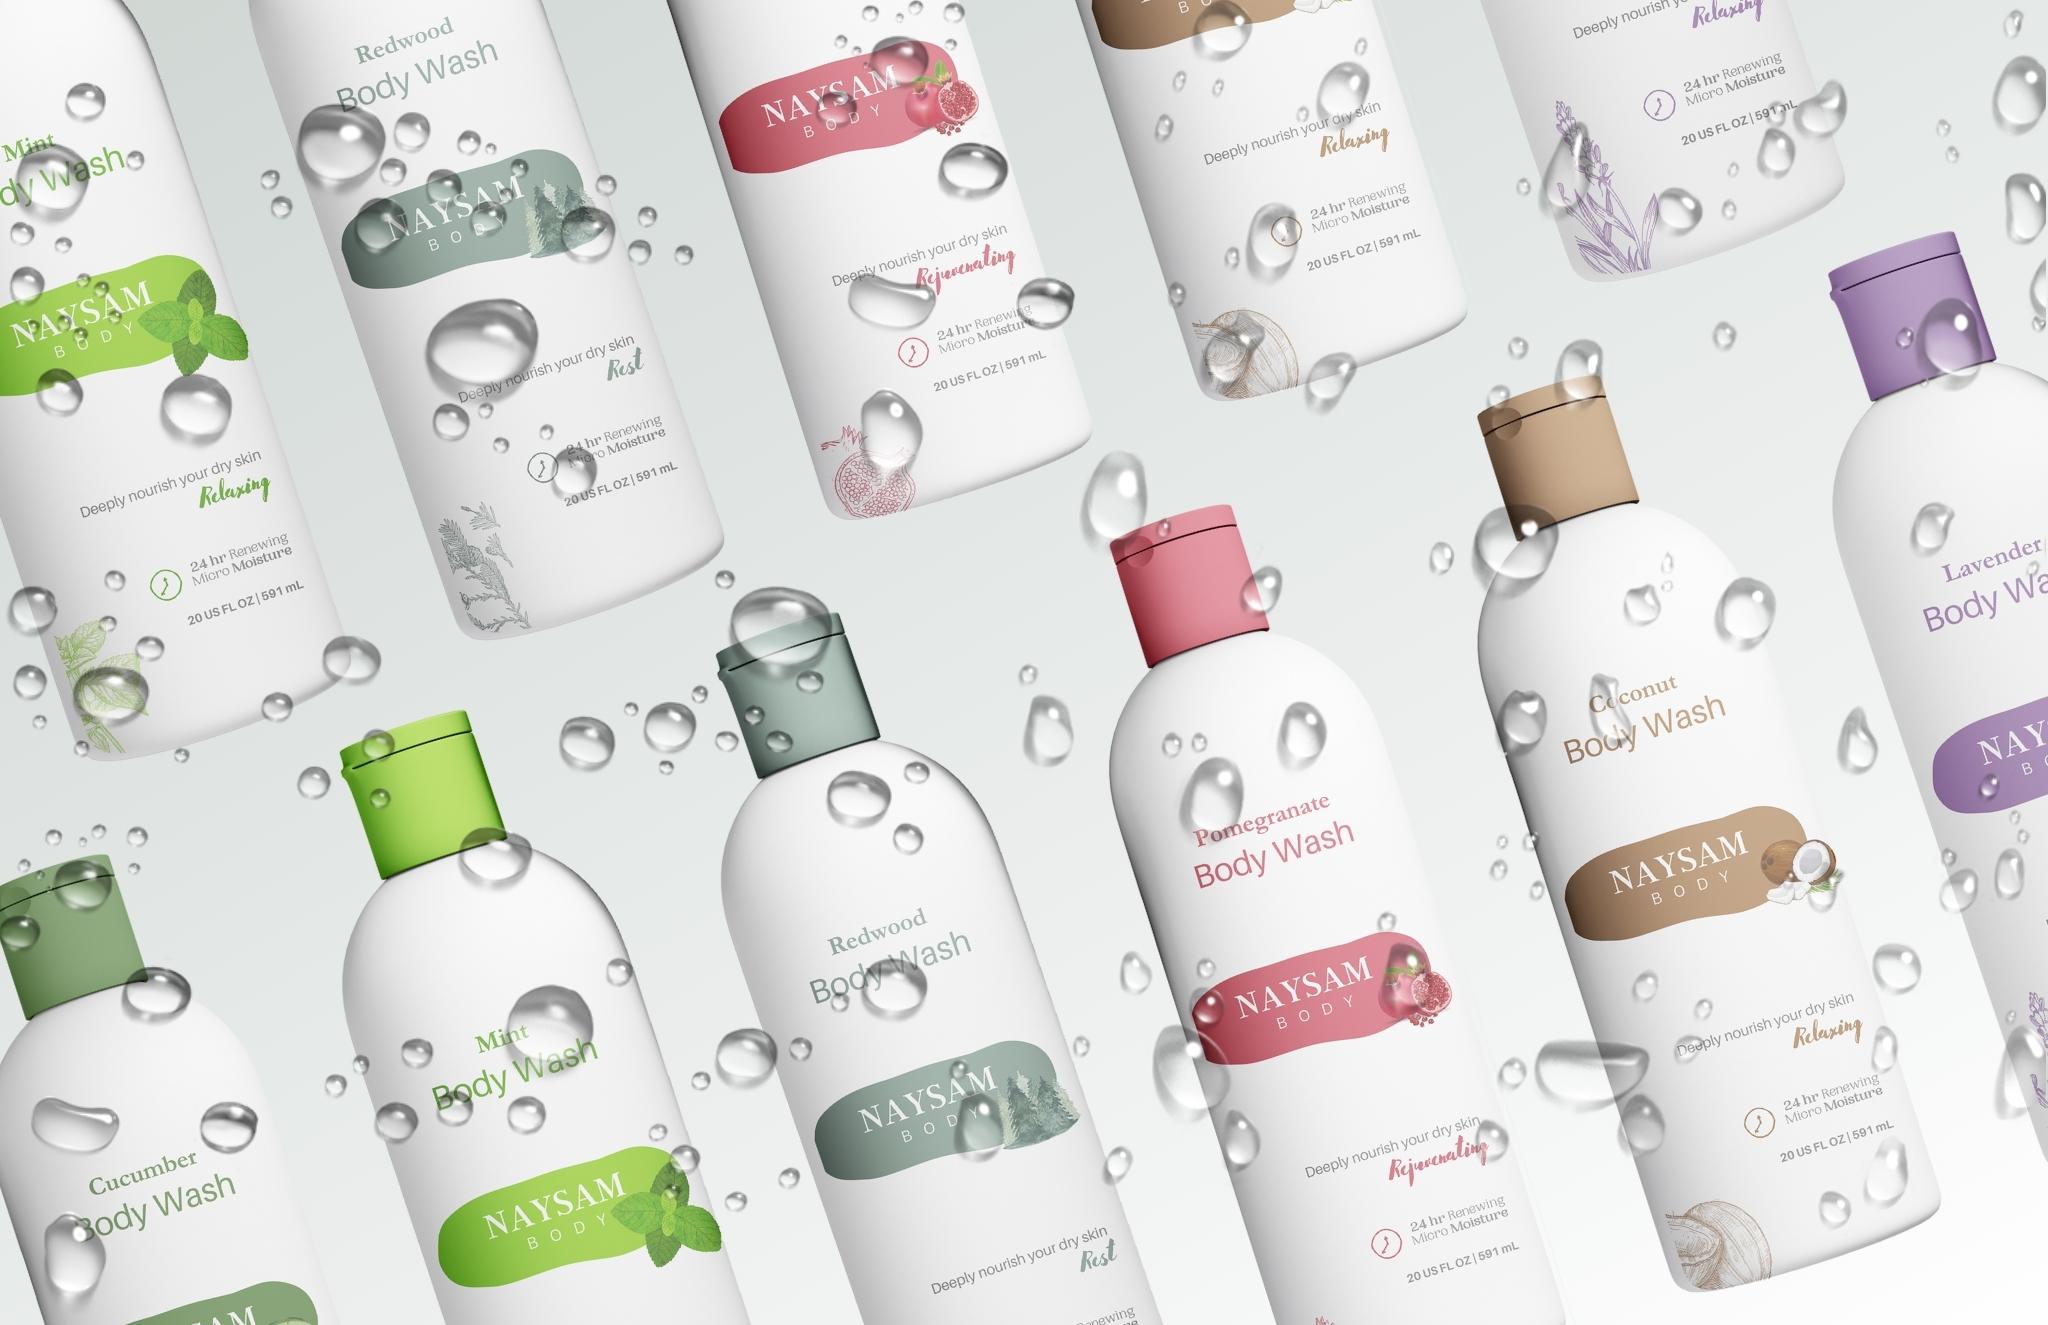 Mint
Body Wash
NAYSAM
BODY
Deeply nourish your dry skin
Relaxing
24 hr Renewing
Micro Moisture
20 US FL OZ | 591 mL
Redwood
Body Wash
NAYSAM
BODY
Deeply nourish your dry skin
Rest
24 hr Renewing
Micro Moisture
20 US FL OZ | 591 mL
NAYSAM
BODY
Deeply nourish your dry skin
Rejuvenating
24 hr Renewing
Micro Moisture
20 US FL OZ | 591 mL
Deeply nourish your dry skin
Relaxing
24 hr Renewing
Micro Moisture
20 US FL OZ | 591 mL
Relaxing
24 hr Renewing
Micro Moisture
20 US FL OZ | 591 mL
Cucumber
Body Wash
Mint
Body Wash
NAYSAM
BODY
Redwood
Body Wash
NAYSAM
BODY
Deeply nourish your dry skin
Rest
24 hr Renewing
Pomegranate
Body Wash
NAYSAM
BODY
Deeply nourish your dry skin
Rejuvenating
24 hr Renewing
Micro Moisture
20 US FL OZ | 591 mL
Coconut
Body Wash
NAYSAM
BODY
Deeply nourish your dry skin
Relaxing
24 hr Renewing
Micro Moisture
20 US FL OZ | 591 mL
Lavender
Body Wa
NAY